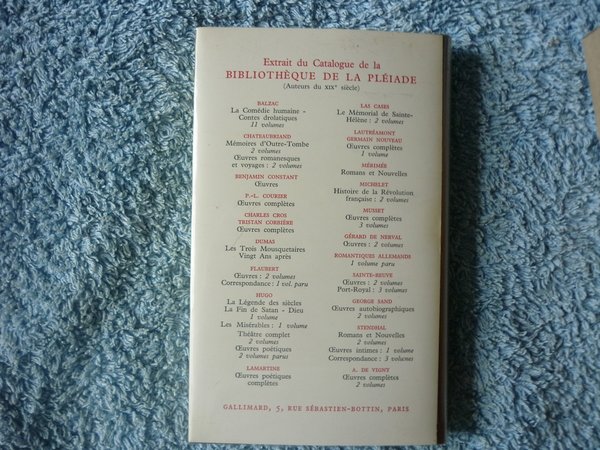 Extrait du Catalogue de la
BIBLIOTHÈQUE DE LA PLÉIADE
(Auteurs du XIXe siècle)
BALZAC
La Comédie humaine -
Contes drolatiques
11 volumes
CHATEAUBRIAND
Mémoires d'Outre-Tombe
2 volumes
Œuvres romanesques
et voyages : 2 volumes
BENJAMIN CONSTANT
Œuvres
P.-L. COURIER
Œuvres complètes
CHARLES CROS
TRISTAN CORBIÈRE
Œuvres complètes
DUMAS
Les Trois Mousquetaires
Vingt Ans après
FLAUBERT
Œuvres : 2 volumes
Correspondance : 1 vol. paru
HUGO
La Légende des siècles
La Fin de Satan - Dieu
1 volume
Les Misérables : 1 volume
Théâtre complet
2 volumes
Œuvres poétiques
2 volumes parus
LAMARTINE
Œuvres poétiques
complètes
LAS CASES
Le Mémorial de Sainte-
Hélène : 2 volumes
LAUTRÉAMONT
GERMAIN NOUVEAU
Œuvres complètes
1 volume
MÉRIMÉE
Romans et Nouvelles
MICHELET
Histoire de la Révolution
française : 2 volumes
MUSSET
Œuvres complètes
3 volumes
GÉRARD DE NERVAL
Œuvres : 2 volumes
ROMANTIQUES ALLEMANDS
1 volume paru
SAINTE-BEUVE
Œuvres : 2 volumes
Port-Royal : 3 volumes
GEORGE SAND
Œuvres autobiographiques
2 volumes
STENDHAL
Romans et Nouvelles
2 volumes
Œuvres intimes : 1 volume
Correspondance : 3 volumes
A. DE VIGNY
Œuvres complètes
2 volumes
GALLIMARD, 5, RUE SÉBASTIEN-BOTTIN, PARIS